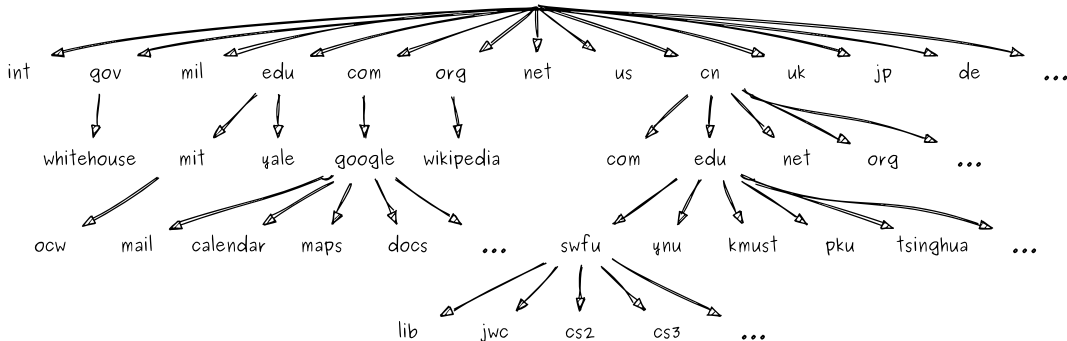 int gov mil edu com org net us cn uk jp de ...
whitehouse mit yale google wikipedia com edu net org ...
ocw mail calendar maps docs ... swfu ynu kmust pku tsinghua ...
lib jwc cs2 cs3 ...